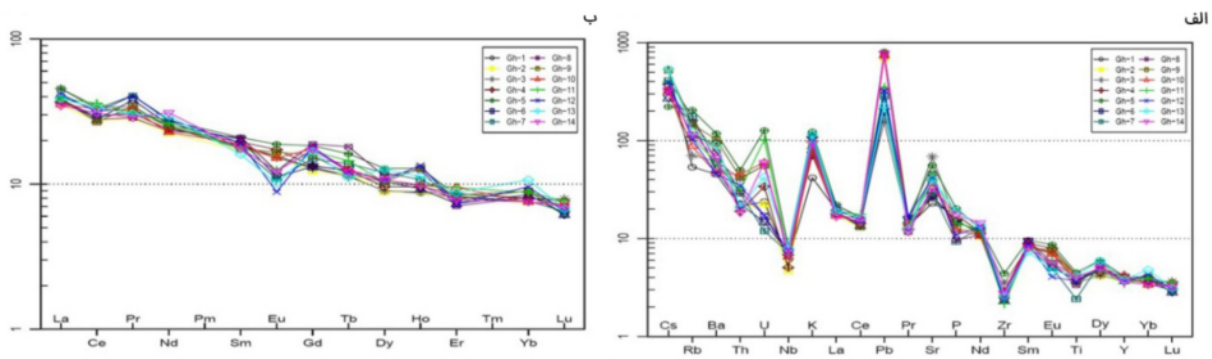 ب
الف
100
10
1
Gh-1 Gh-8
Gh-2 Gh-9
Gh-3 Gh-10
Gh-4 Gh-11
Gh-5 Gh-12
Gh-6 Gh-13
Gh-7 Gh-14
La Pr Pm Eu Tb Ho Tm Lu
Ce Nd Sm Gd Dy Er Yb
1000
100
10
1
Gh-1 Gh-8
Gh-2 Gh-9
Gh-3 Gh-10
Gh-4 Gh-11
Gh-5 Gh-12
Gh-6 Gh-13
Gh-7 Gh-14
Cs Ba U K Ce Pr P Zr Eu Dy Yb
Rb Th Nb La Pb Sr Nd Sm Ti Y Lu